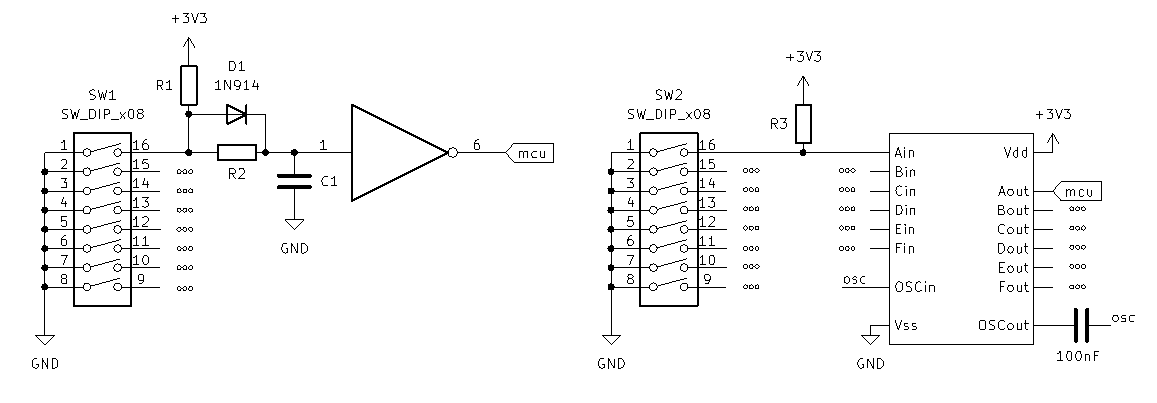 +3V3
R1
D1
1N914
SW1
SW_DIP_x08
1 16
2 15
3 14
4 13
5 12
6 11
7 10
8 9
R2
C1
GND
1
6
mcu
GND
+3V3
R3
SW2
SW_DIP_x08
1 16
2 15
3 14
4 13
5 12
6 11
7 10
8 9
GND
+3V3
Ain Vdd
Bin
Cin Aout mcu
Din Bout
Ein Cout
Fin Dout
Eout
osc OSCin Fout
Vss OSCout osc
GND
100nF